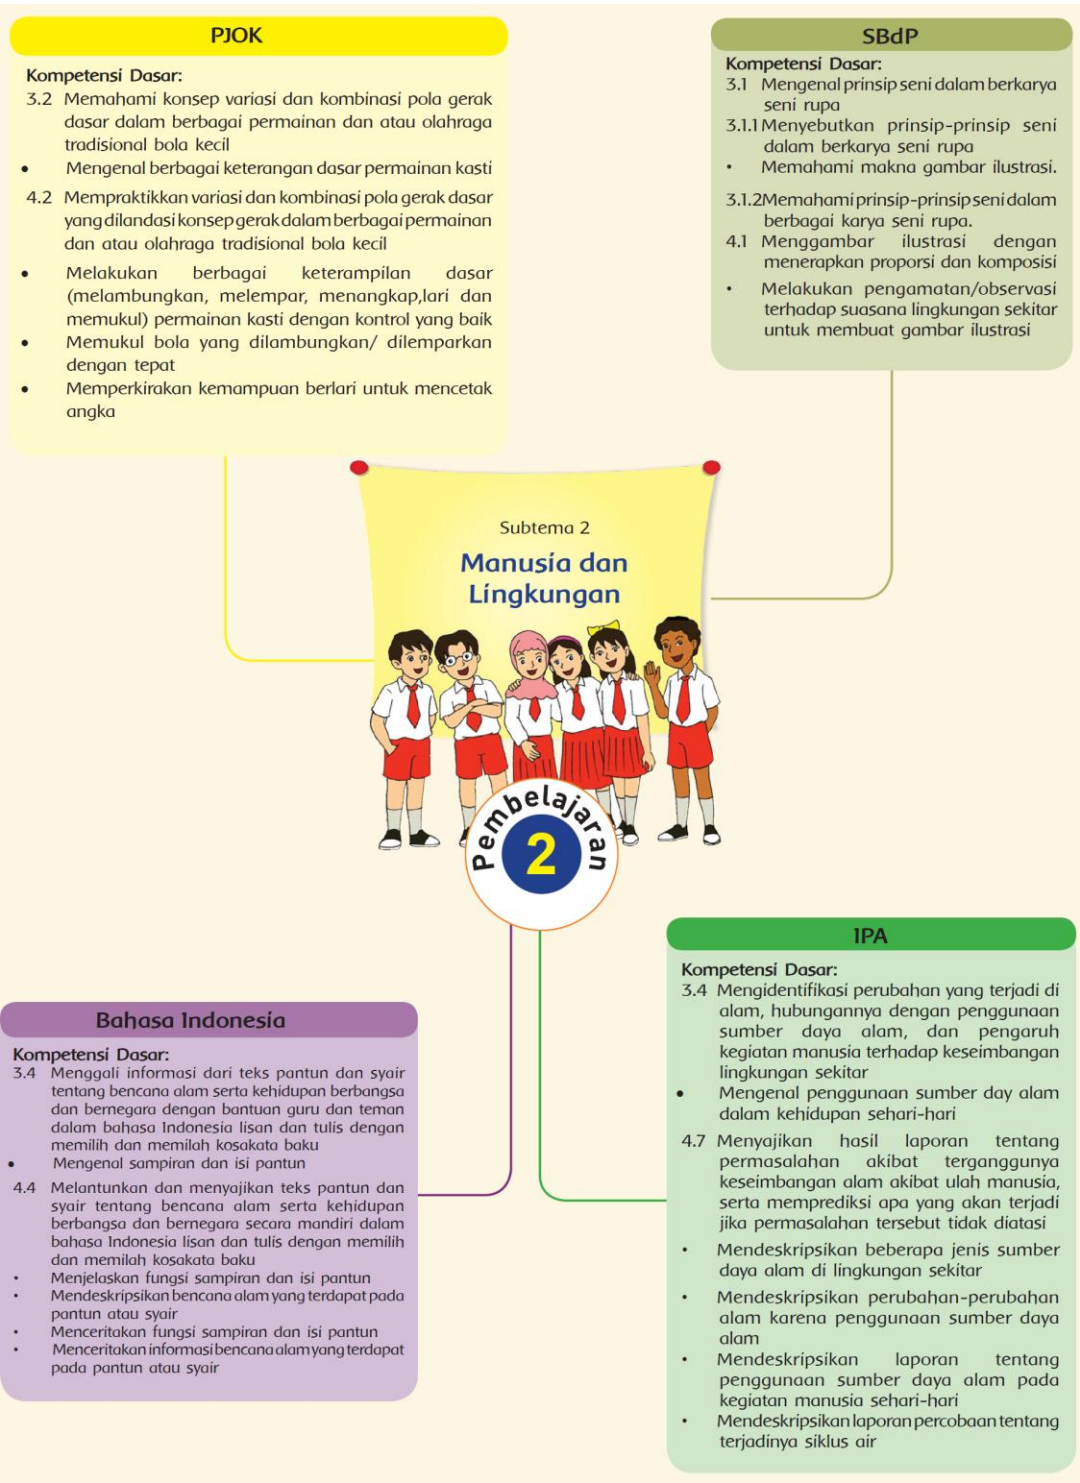 PJOK
Kompetensi Dasar:
3.2 Memahami konsep variasi dan kombinasi pola gerak
dasar dalam berbagai permainan dan atau olahraga
tradisional bola kecil
• Mengenal berbagai keterangan dasar permainan kasti
4.2 Mempraktikkan variasi dan kombinasi pola gerak dasar
yang dilandasi konsep gerak dalam berbagai permainan
dan atau olahraga tradisional bola kecil
• Melakukan berbagai keterampilan dasar
(melambungkan, melempar, menangkap,lari dan
memukul) permainan kasti dengan kontrol yang baik
• Memukul bola yang dilambungkan/ dilemparkan
dengan tepat
• Memperkirakan kemampuan berlari untuk mencetak
angka
SBdP
Kompetensi Dasar:
3.1 Mengenal prinsip seni dalam berkarya
seni rupa
3.1.1 Menyebutkan prinsip-prinsip seni
dalam berkarya seni rupa
• Memahami makna gambar ilustrasi.
3.1.2Memahami prinsip-prinsip seni dalam
berbagai karya seni rupa.
4.1 Menggambar ilustrasi dengan
menerapkan proporsi dan komposisi
• Melakukan pengamatan/observasi
terhadap suasana lingkungan sekitar
untuk membuat gambar ilustrasi
Subtema 2
Manusia dan
Lingkungan
Pembelajaran
2
Bahasa Indonesia
Kompetensi Dasar:
3.4 Menggali informasi dari teks pantun dan syair
tentang bencana alam serta kehidupan berbangsa
dan bernegara dengan bantuan guru dan teman
dalam bahasa Indonesia lisan dan tulis dengan
memilih dan memilah kosakata baku
• Mengenal sampiran dan isi pantun
4.4 Melantunkan dan menyajikan teks pantun dan
syair tentang bencana alam serta kehidupan
berbangsa dan bernegara secara mandiri dalam
bahasa Indonesia lisan dan tulis dengan memilih
dan memilah kosakata baku
• Menjelaskan fungsi sampiran dan isi pantun
• Mendeskripsikan bencana alam yang terdapat pada
pantun atau syair
• Menceritakan fungsi sampiran dan isi pantun
• Menceritakan informasi bencana alam yang terdapat
pada pantun atau syair
IPA
Kompetensi Dasar:
3.4 Mengidentifikasi perubahan yang terjadi di
alam, hubungannya dengan penggunaan
sumber daya alam, dan pengaruh
kegiatan manusia terhadap keseimbangan
lingkungan sekitar
• Mengenal penggunaan sumber day alam
dalam kehidupan sehari-hari
4.7 Menyajikan hasil laporan tentang
permasalahan akibat terganggunya
keseimbangan alam akibat ulah manusia,
serta memprediksi apa yang akan terjadi
jika permasalahan tersebut tidak diatasi
• Mendeskripsikan beberapa jenis sumber
daya alam di lingkungan sekitar
• Mendeskripsikan perubahan-perubahan
alam karena penggunaan sumber daya
alam
• Mendeskripsikan laporan tentang
penggunaan sumber daya alam pada
kegiatan manusia sehari-hari
• Mendeskripsikan laporan percobaan tentang
terjadinya siklus air